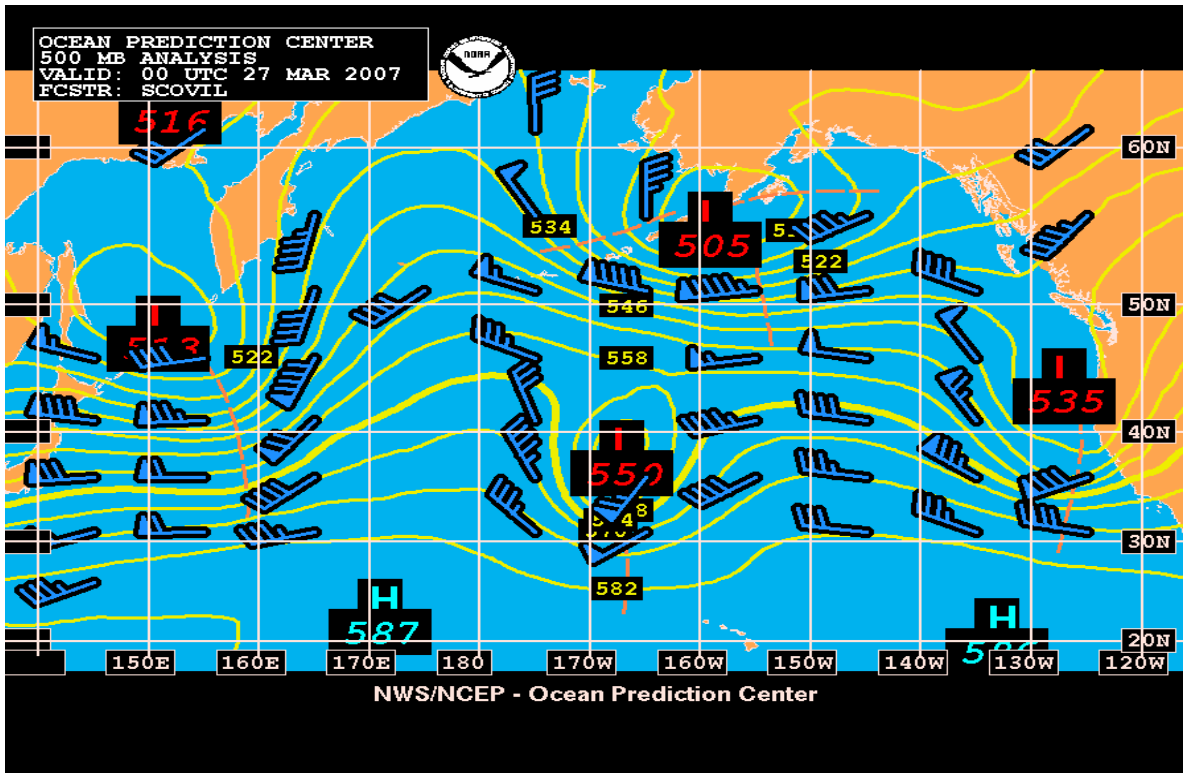 OCEAN PREDICTION CENTER
500 MB ANALYSIS
VALID: 00 UTC 27 MAR 2007
FCSTR: SCOVIL
NOAA
516
60N
534
505
522
546
50N
522
558
535
40N
550
30N
582
H
587
H
20N
150E 160E 170E 180 170W 160W 150W 140W 130W 120W
NWS/NCEP - Ocean Prediction Center